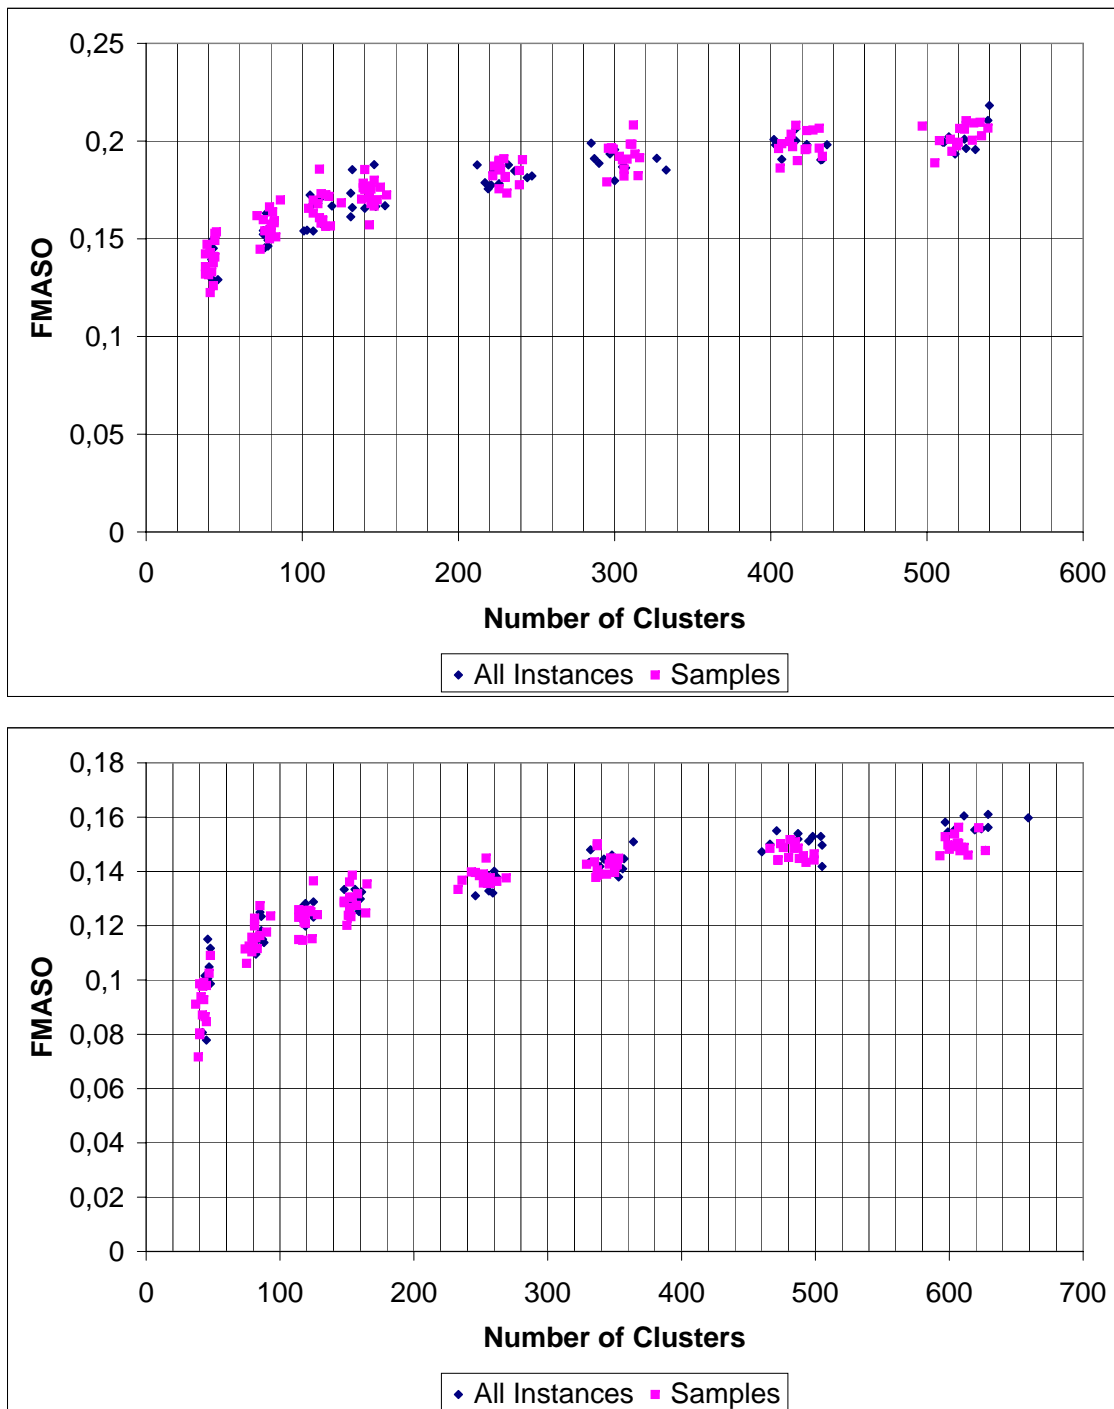 0,25
0,2
0,15
0,1
0,05
0
FMASO
0 100 200 300 400 500 600
Number of Clusters
All Instances Samples
0,18
0,16
0,14
0,12
0,1
0,08
0,06
0,04
0,02
0
FMASO
0 100 200 300 400 500 600 700
Number of Clusters
All Instances Samples